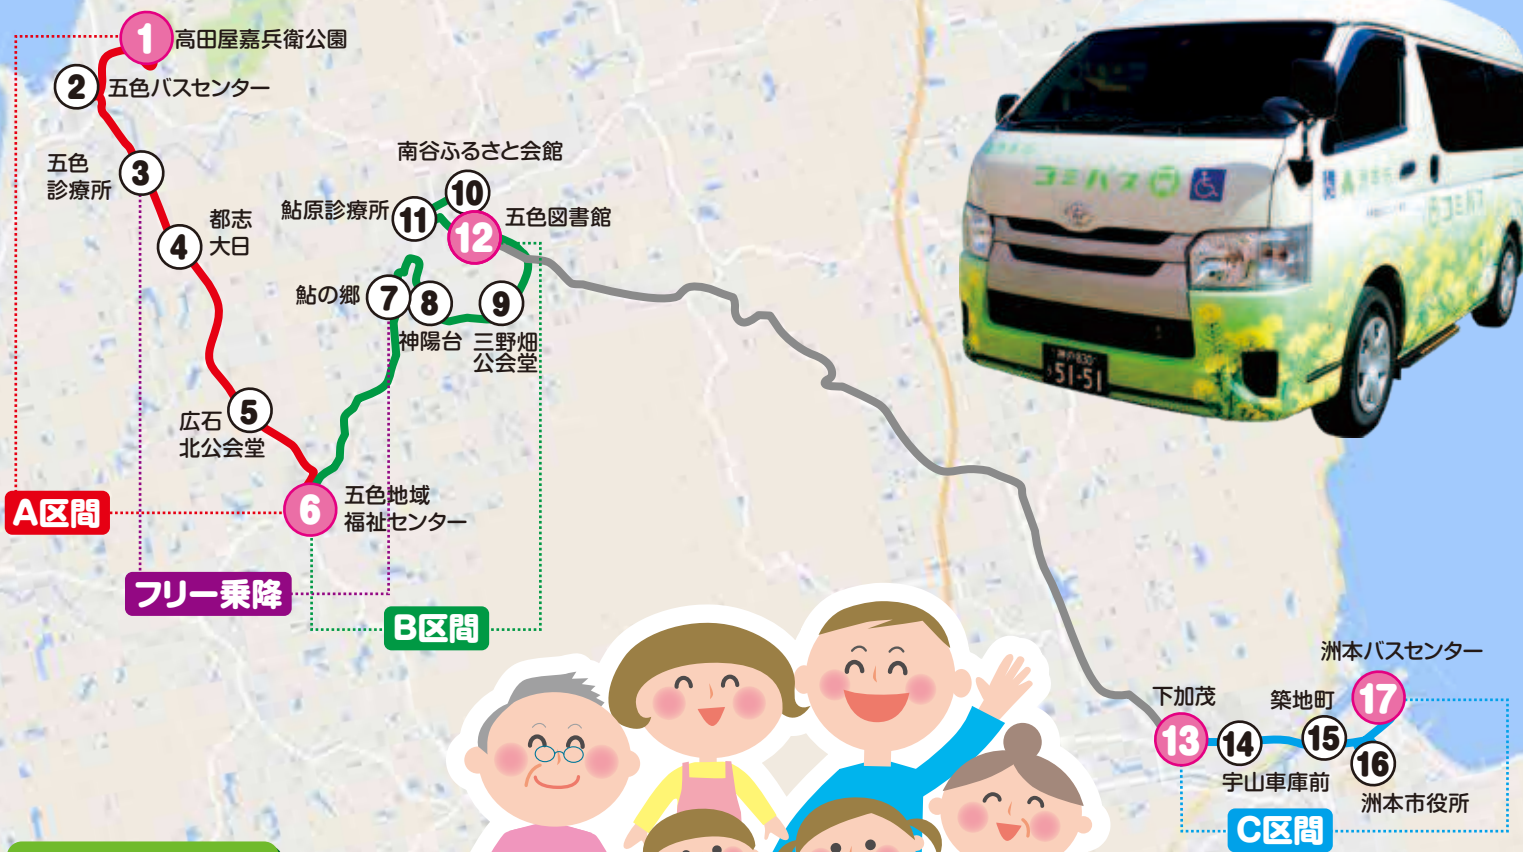 1
高田屋嘉兵衛公園
2
五色バスセンター
五色
診療所
3
4
都志
大日
南谷ふるさと会館
10
鮎原診療所
11
五色図書館
12
鮎の郷
7
8
9
神陽台
三野畑
公会堂
広石
北公会堂
5
6
五色地域
福祉センター
A区間
フリー乗降
B区間
コミバス
51-51
洲本バスセンター
下加茂
築地町
17
13
14
15
16
宇山車庫前
洲本市役所
C区間